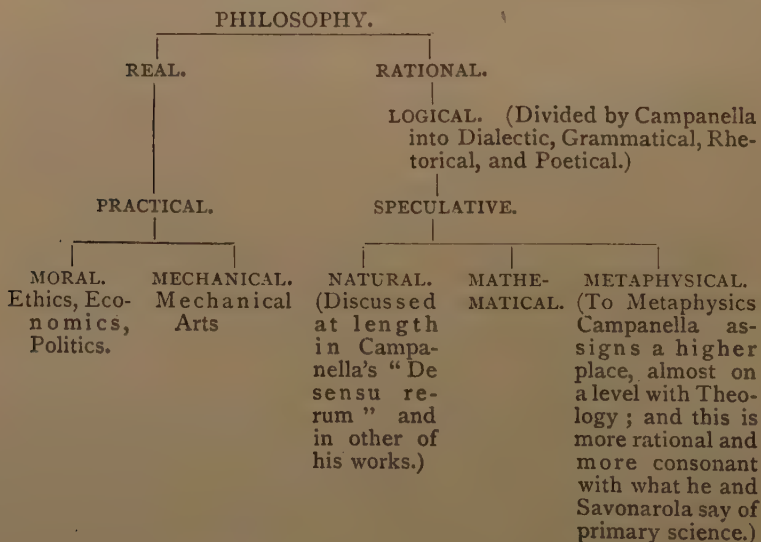 PHILOSOPHY.
REAL.
RATIONAL.
LOGICAL. (Divided by Campanella
into Dialectic, Grammatical, Rhe-
torical, and Poetical.)
PRACTICAL.
SPECULATIVE.
MORAL.
Ethics, Eco-
nomics,
Politics.
MECHANICAL.
Mechanical
Arts
NATURAL.
(Discussed
at length
in Campa-
nella's "De
sensu re-
rum" and
in other of
his works.)
MATHE-
MATICAL.
METAPHYSICAL.
(To Metaphysics
Campanella as-
signs a higher
place, almost on
a level with Theo-
logy; and this is
more rational and
more consonant
with what he and
Savonarola say of
primary science.)